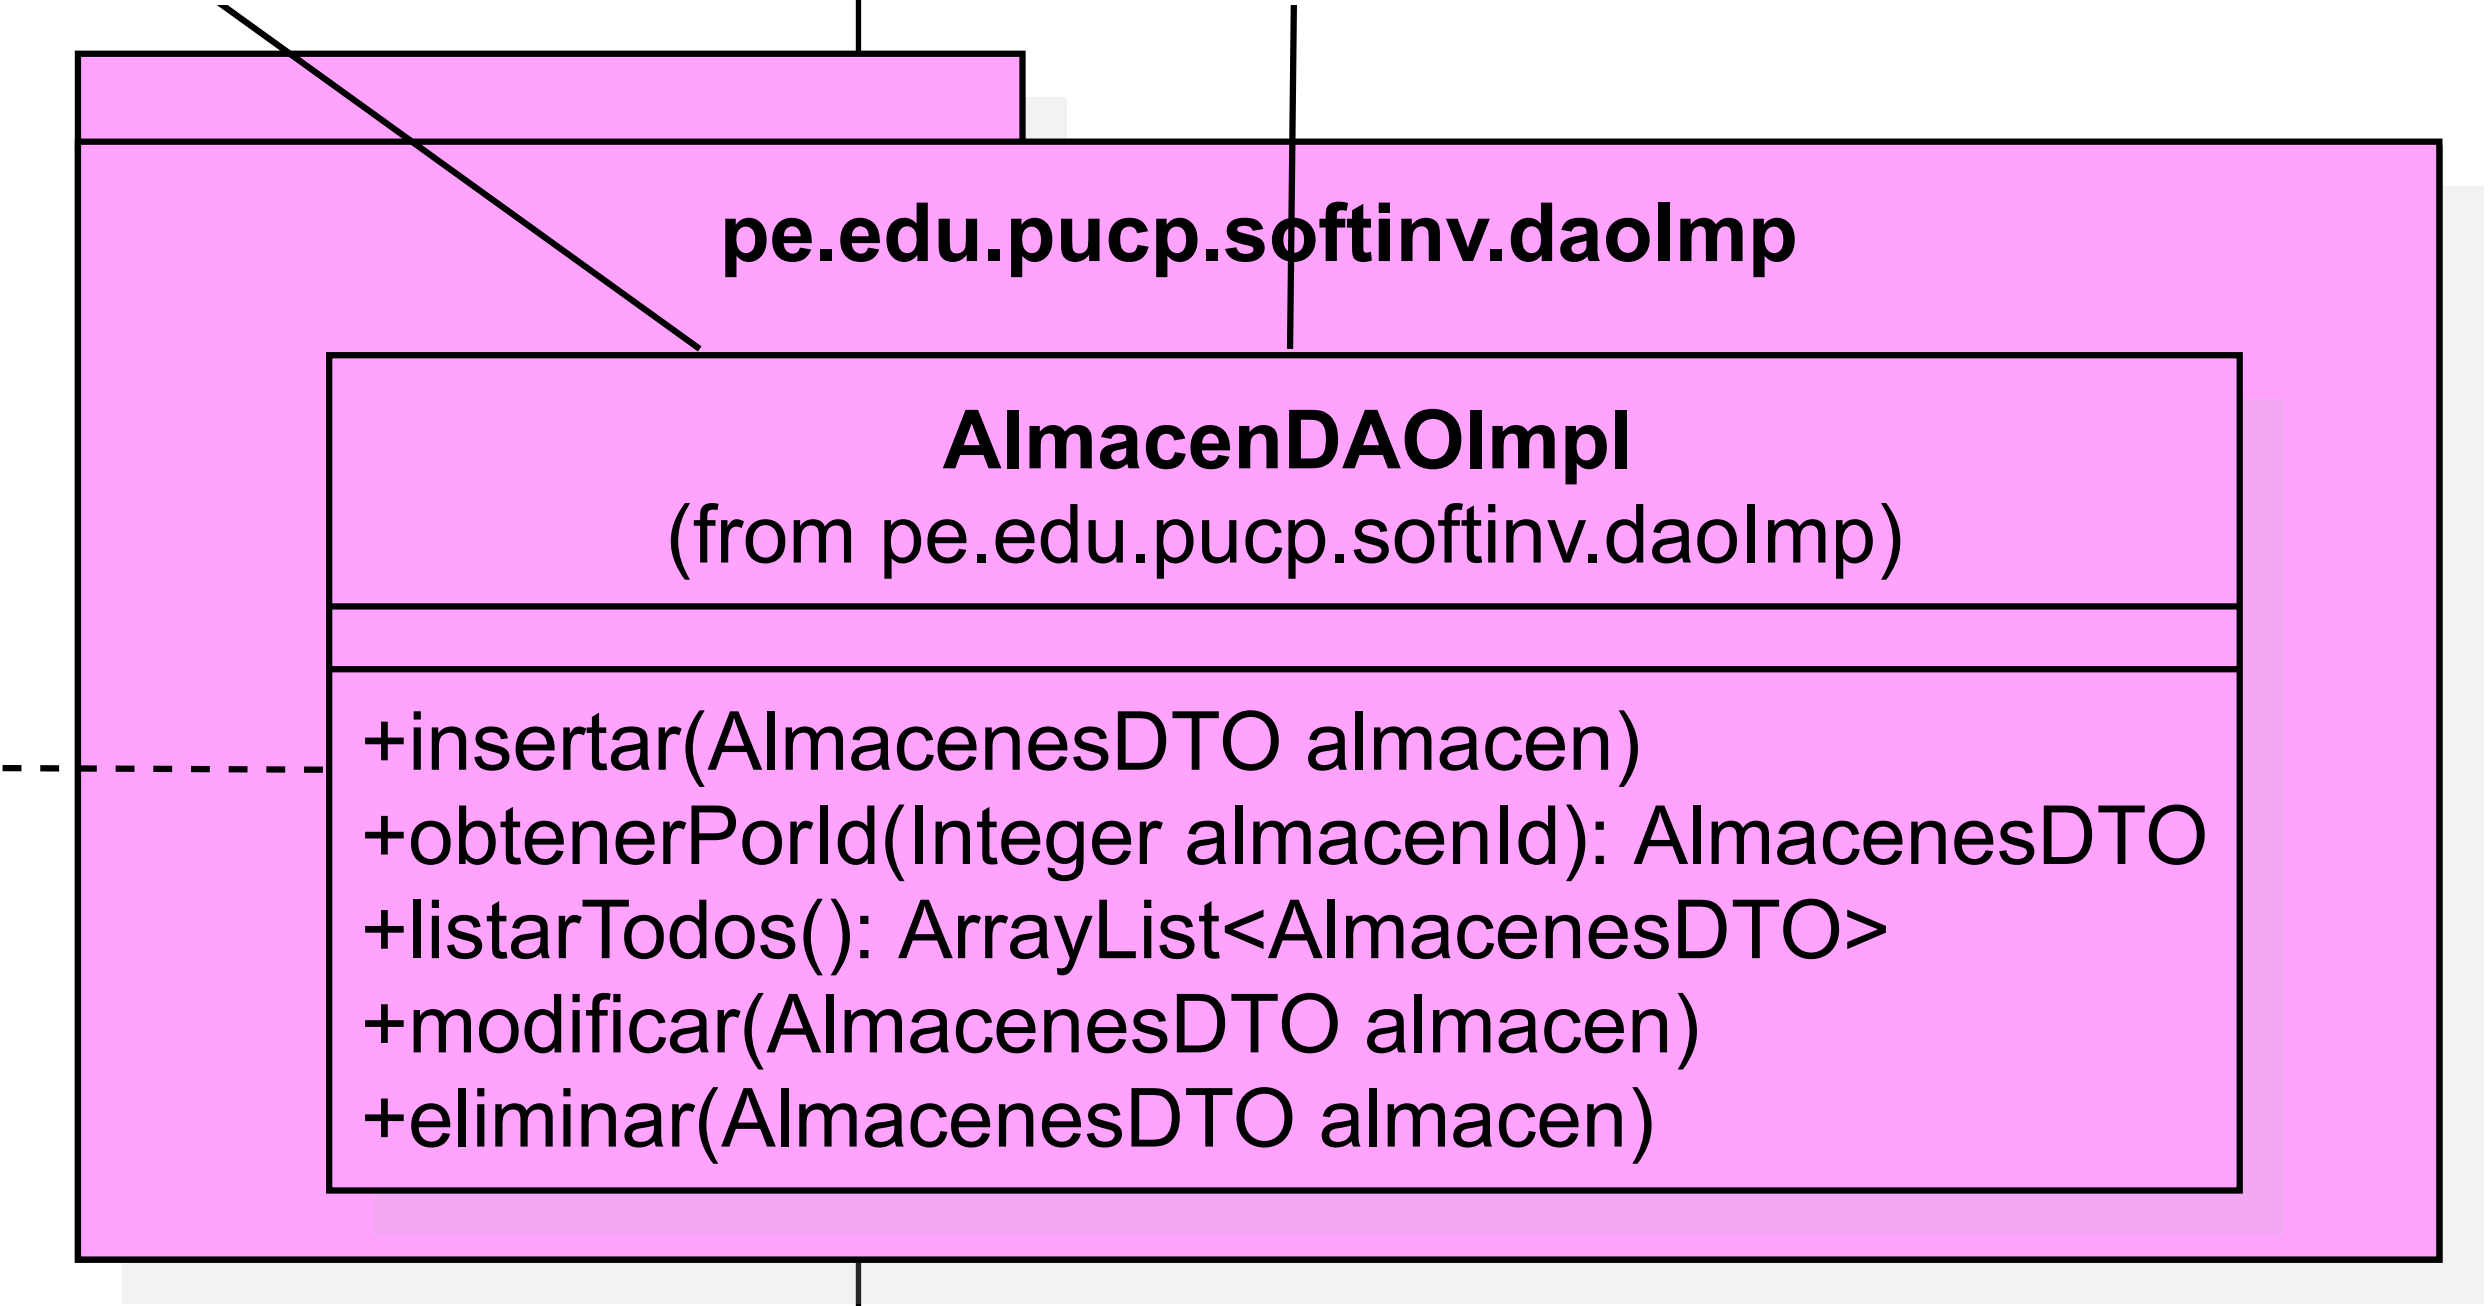 pe.edu.pucp.softinv.daoImp
AlmacenDAOImpl
(from pe.edu.pucp.softinv.daoImp)
+insertar(AlmacenesDTO almacen)
+obtenerPorId(Integer almacenId): AlmacenesDTO
+listarTodos(): ArrayList<AlmacenesDTO>
+modificar(AlmacenesDTO almacen)
+eliminar(AlmacenesDTO almacen)